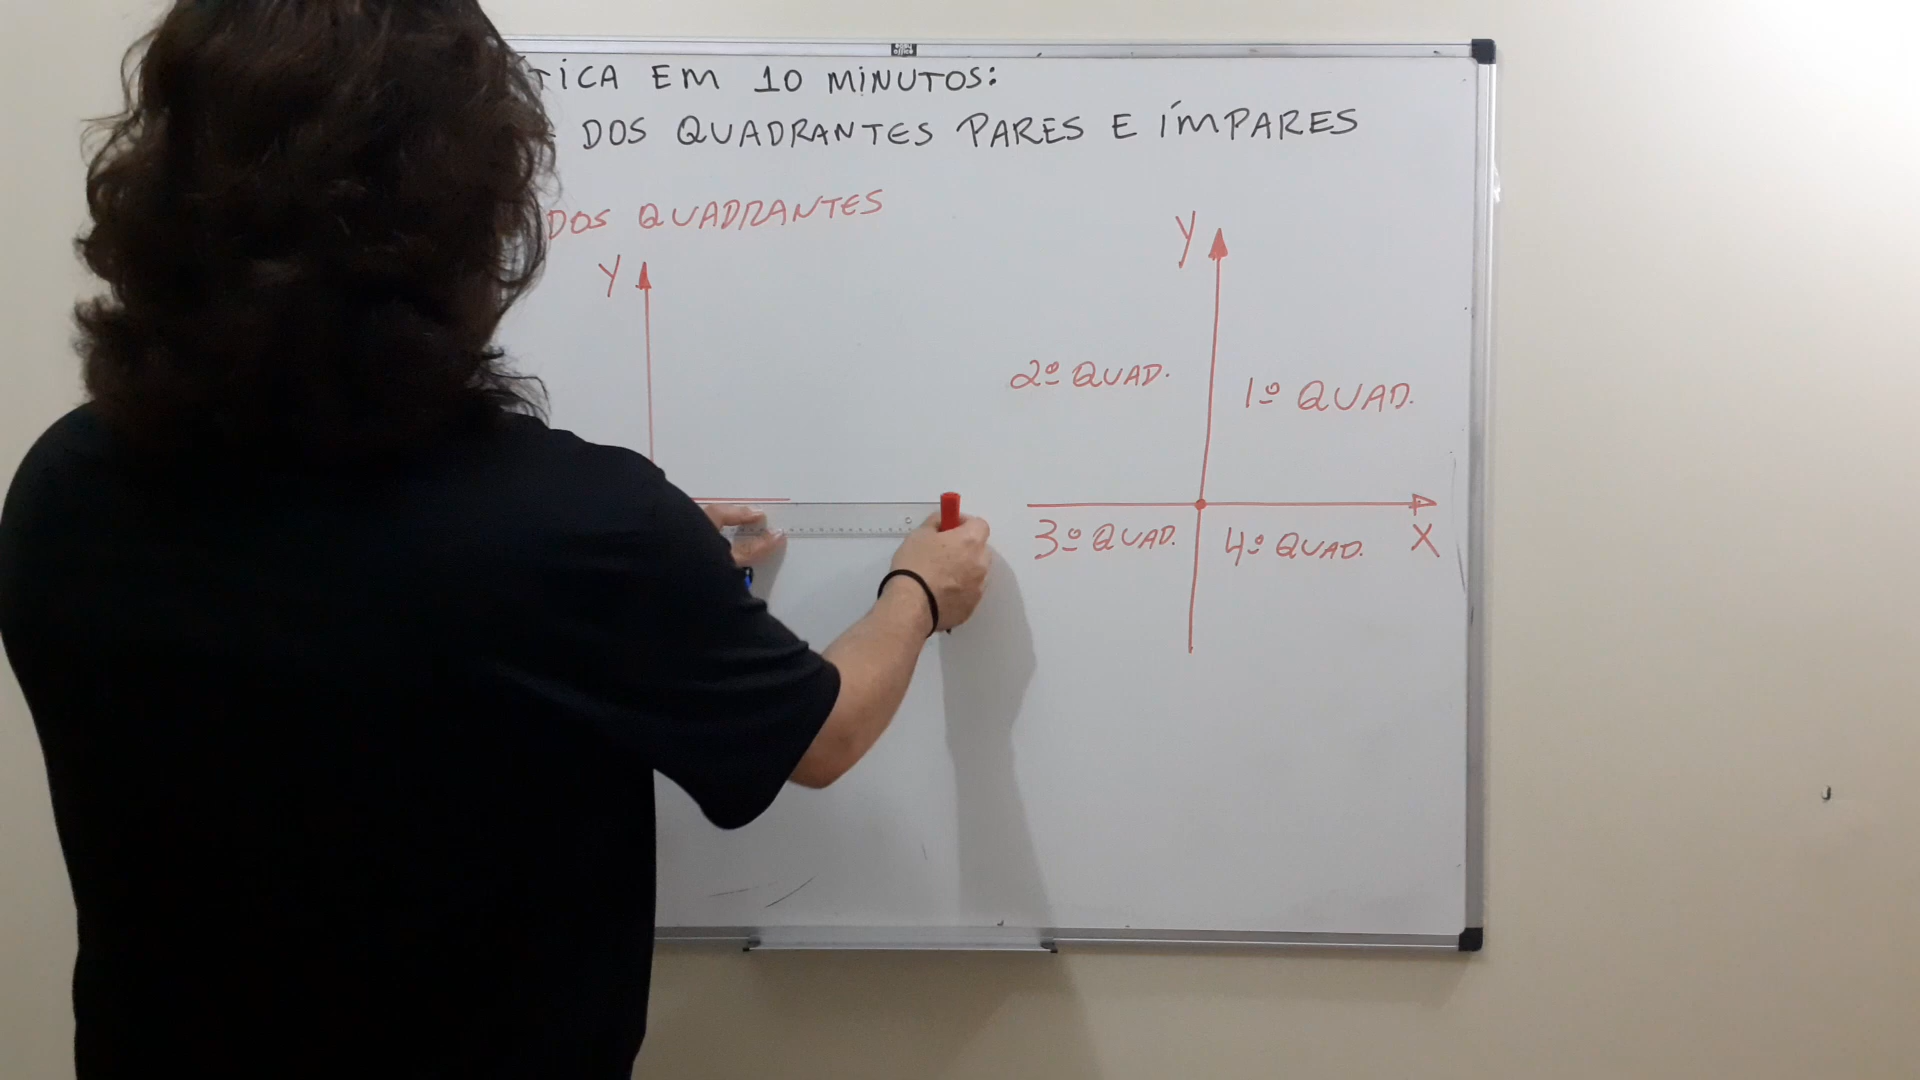 TICA EM 10 MINUTOS:
DOS QUADRANTES PARES E ÍMPARES
DOS QUADRANTES
Y
Y
2º QUAD.
1º QUAD.
3º QUAD.
4º QUAD.
X